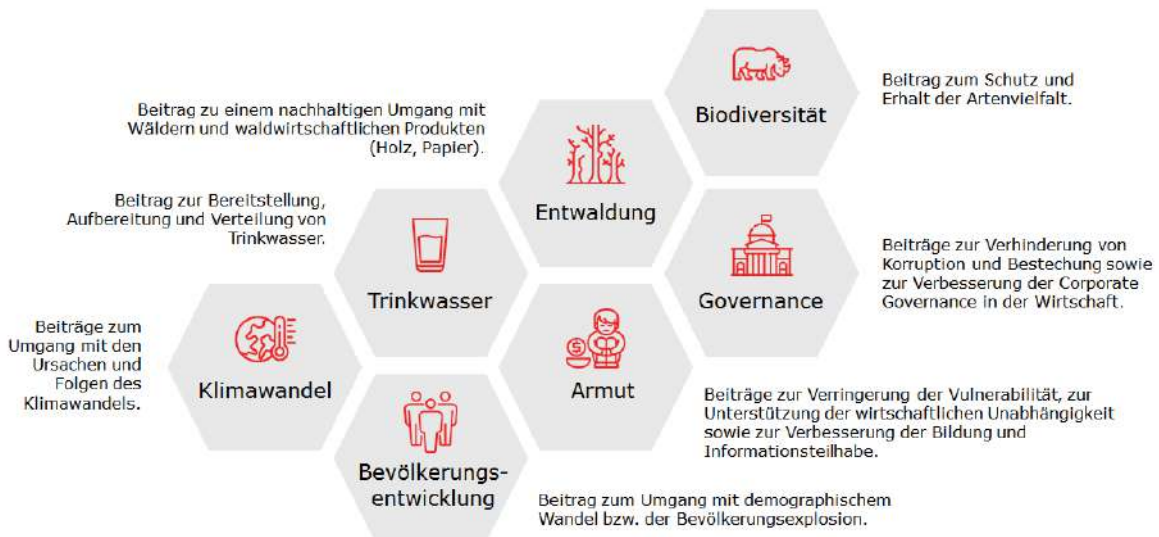 Biodiversität
Beitrag zum Schutz und
Erhalt der Artenvielfalt.
Beitrag zu einem nachhaltigen Umgang mit
Wäldern und waldwirtschaftlichen Produkten
(Holz, Papier).
Entwaldung
Beitrag zur Bereitstellung,
Aufbereitung und Verteilung von
Trinkwasser.
Trinkwasser
Governance
Beiträge zur Verhinderung von
Korruption und Bestechung sowie
zur Verbesserung der Corporate
Governance in der Wirtschaft.
Beiträge zum
Umgang mit den
Ursachen und
Folgen des
Klimawandels.
Klimawandel
Armut
Beiträge zur Verringerung der Vulnerabilität, zur
Unterstützung der wirtschaftlichen Unabhängigkeit
sowie zur Verbesserung der Bildung und
Informationsteilhabe.
Bevölkerungs-
entwicklung
Beitrag zum Umgang mit demographischem
Wandel bzw. der Bevölkerungsexplosion.